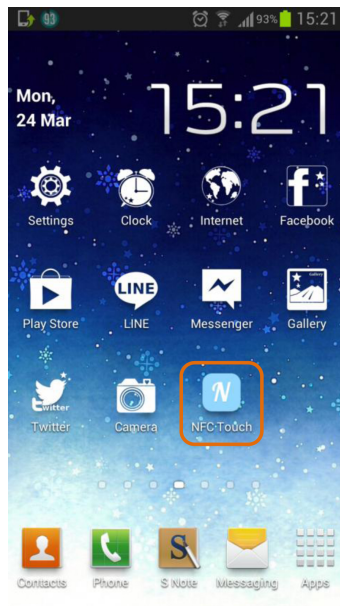 93
93% 15:21
Mon,
24 Mar
15:21
Settings Clock Internet Facebook
LINE
Play Store LINE Messenger Gallery
Twitter Camera NFC Touch
Contacts Phone S Note Messaging Apps